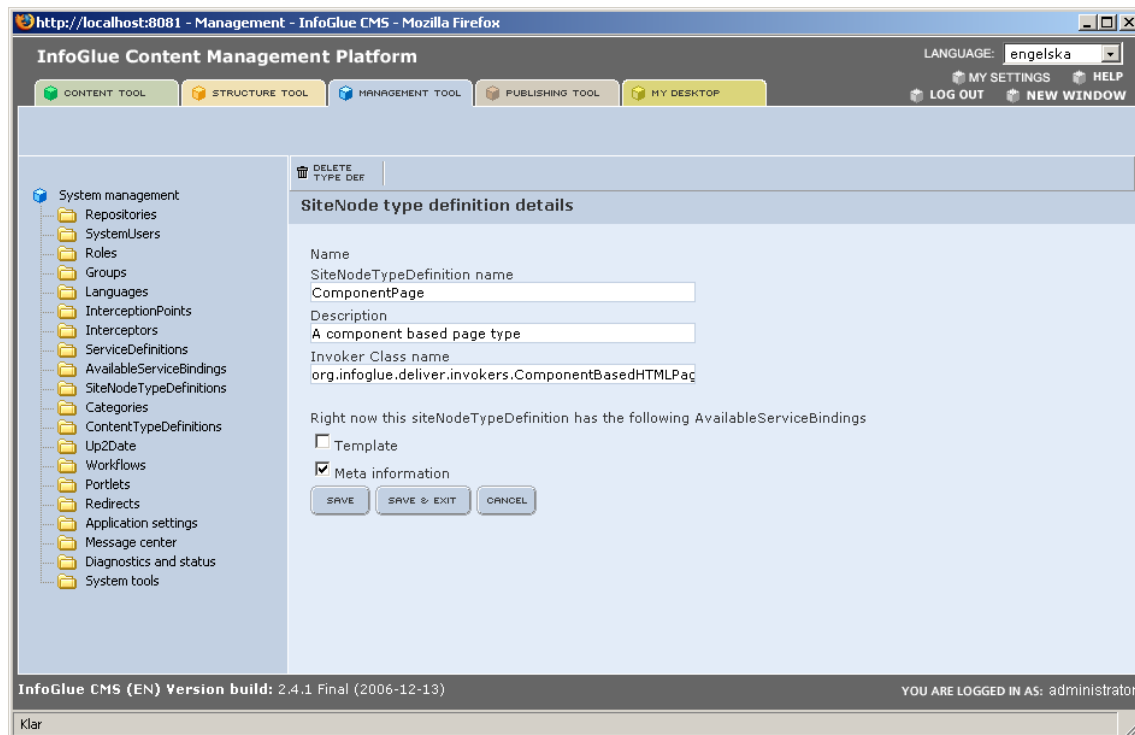 http://localhost:8081 - Management - InfoGlue CMS - Mozilla Firefox
InfoGlue Content Management Platform
LANGUAGE: engelska
MY SETTINGS HELP
LOG OUT NEW WINDOW
CONTENT TOOL STRUCTURE TOOL MANAGEMENT TOOL PUBLISHING TOOL MY DESKTOP
DELETE
TYPE DEF
System management
Repositories
SystemUsers
Roles
Groups
Languages
InterceptionPoints
Interceptors
ServiceDefinitions
AvailableServiceBindings
SiteNodeTypeDefinitions
Categories
ContentTypeDefinitions
Up2Date
Workflows
Portlets
Redirects
Application settings
Message center
Diagnostics and status
System tools
SiteNode type definition details
Name
SiteNodeTypeDefinition name
ComponentPage
Description
A component based page type
Invoker Class name
org.infoglue.deliver.invokers.ComponentBasedHTMLPag
Right now this siteNodeTypeDefinition has the following AvailableServiceBindings
Template
Meta information
SAVE SAVE & EXIT CANCEL
InfoGlue CMS (EN) Version build: 2.4.1 Final (2006-12-13)
YOU ARE LOGGED IN AS: administrator
Klar